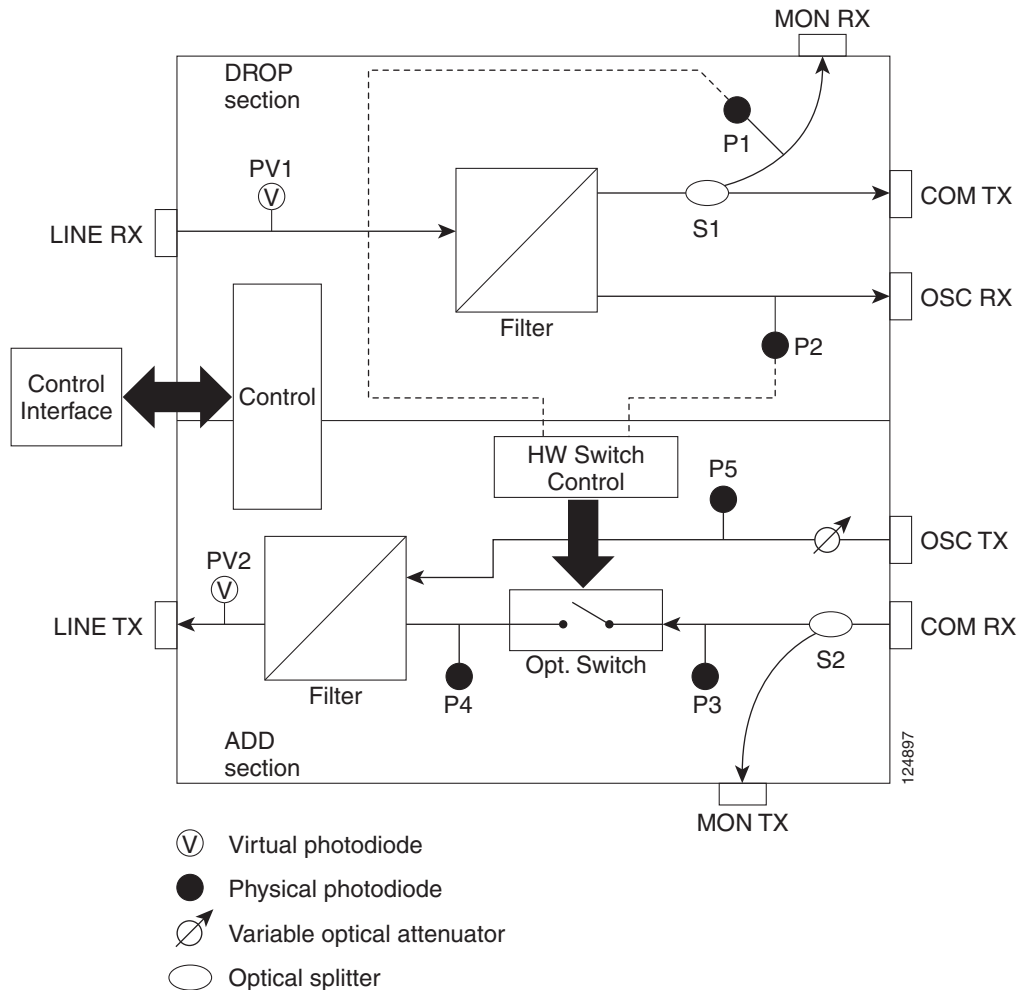 MON RX
DROP
section
P1
PV1
V
COM TX
S1
LINE RX
OSC RX
Filter
P2
Control
Interface
Control
HW Switch
Control
P5
OSC TX
PV2
V
LINE TX
COM RX
S2
Opt. Switch
Filter
P4
P3
ADD
section
124897
MON TX
V Virtual photodiode
Physical photodiode
Variable optical attenuator
Optical splitter